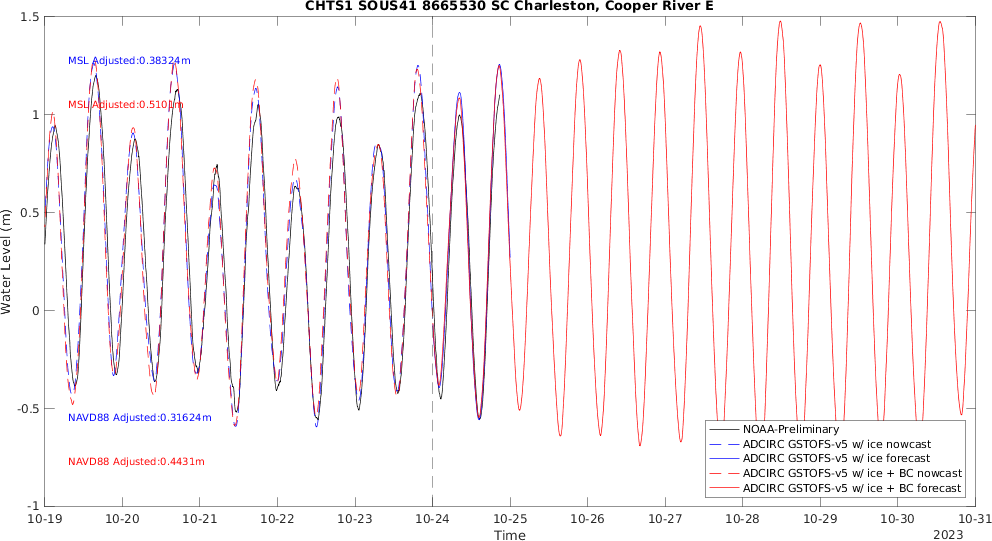 CHTS1 SOUS41 8665530 SC Charleston, Cooper River E
1.5
MSL Adjusted:0.38324m
MSL Adjusted:0.5101m
1
0.5
Water Level (m)
0
-0.5
NAVD88 Adjusted:0.31624m
NAVD88 Adjusted:0.4431m
NOAA-Preliminary
ADCIRC GSTOFS-v5 w/ ice nowcast
ADCIRC GSTOFS-v5 w/ ice forecast
ADCIRC GSTOFS-v5 w/ ice + BC nowcast
ADCIRC GSTOFS-v5 w/ ice + BC forecast
-1
10-19 10-20 10-21 10-22 10-23 10-24 10-25 10-26 10-27 10-28 10-29 10-30 10-31
Time
2023